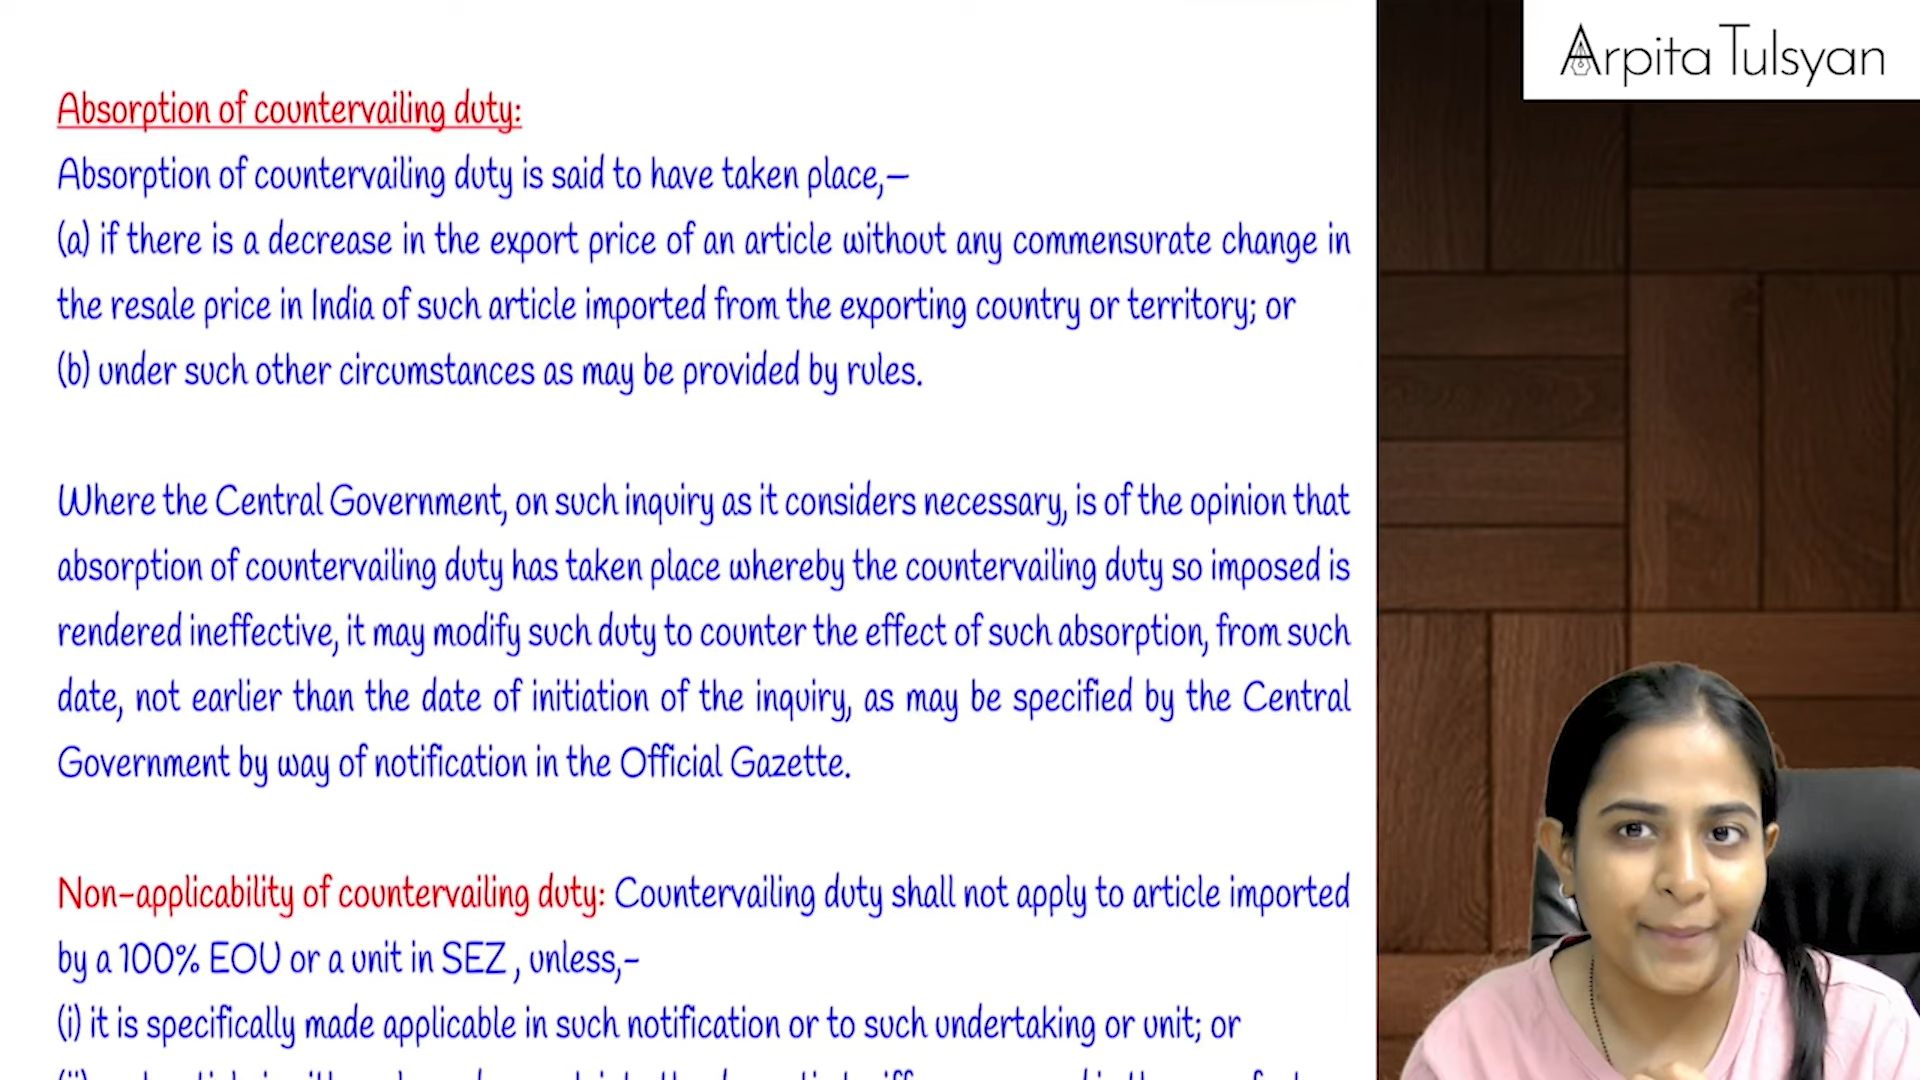 Arpita Tulsyan
Absorption of countervailing duty:
Absorption of countervailing duty is said to have taken place,—
(a) if there is a decrease in the export price of an article without any commensurate change in
the resale price in India of such article imported from the exporting country or territory; or
(b) under such other circumstances as may be provided by rules.
Where the Central Government, on such inquiry as it considers necessary, is of the opinion that
absorption of countervailing duty has taken place whereby the countervailing duty so imposed is
rendered ineffective, it may modify such duty to counter the effect of such absorption, from such
date, not earlier than the date of initiation of the inquiry, as may be specified by the Central
Government by way of notification in the Official Gazette.
Non-applicability of countervailing duty: Countervailing duty shall not apply to article imported
by a 100% EOU or a unit in SEZ , unless,-
(i) it is specifically made applicable in such notification or to such undertaking or unit; or